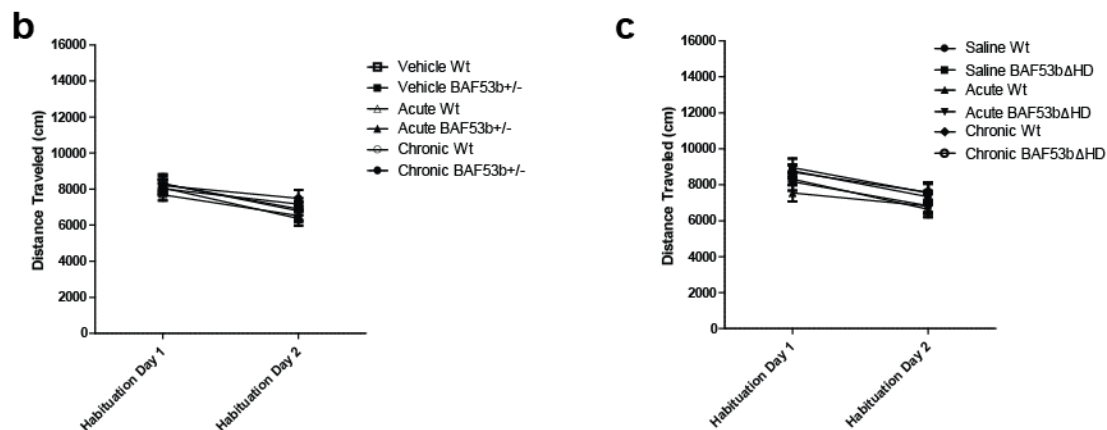 b
16000
14000
12000
10000
8000
6000
4000
2000
0
Distance Traveled (cm)
Habituation Day 1
Habituation Day 2
Vehicle Wt
Vehicle BAF53b+/-
Acute Wt
Acute BAF53b+/-
Chronic Wt
Chronic BAF53b+/-
c
16000
14000
12000
10000
8000
6000
4000
2000
0
Distance Traveled (cm)
Habituation Day 1
Habituation Day 2
Saline Wt
Saline BAF53bΔHD
Acute Wt
Acute BAF53bΔHD
Chronic Wt
Chronic BAF53bΔHD